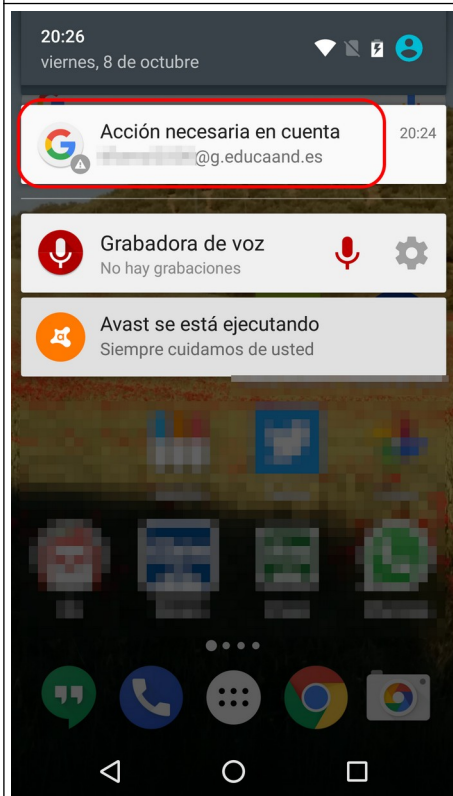 20:26
viernes, 8 de octubre
Acción necesaria en cuenta
20:24
@g.educaand.es
Grabadora de voz
No hay grabaciones
Avast se está ejecutando
Siempre cuidamos de usted